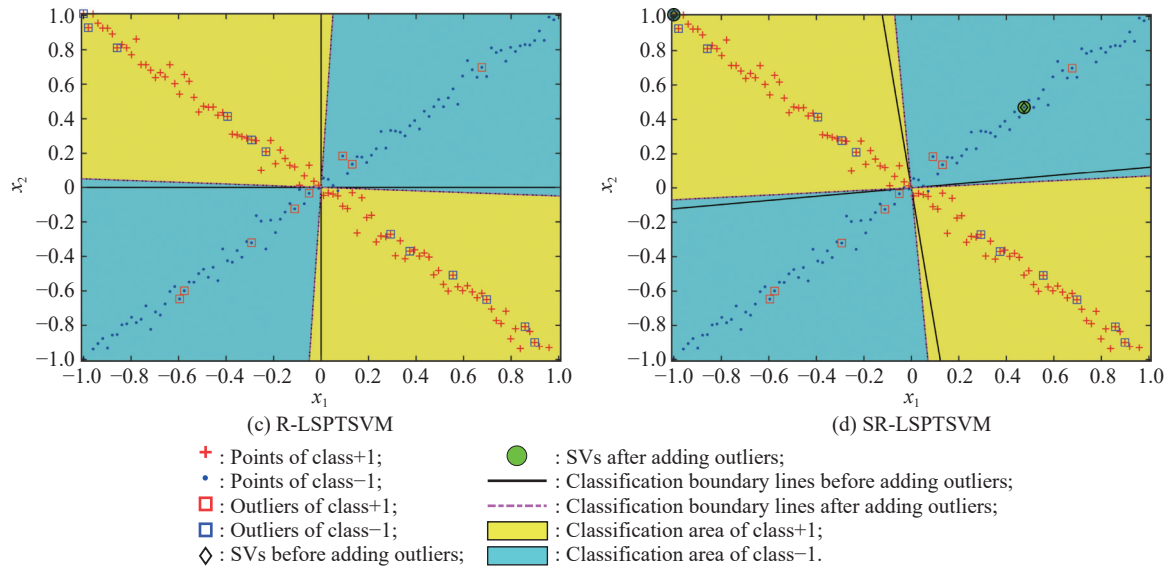 1.0
0.8
0.6
0.4
0.2
0
−0.2
−0.4
−0.6
−0.8
−1.0
x2
−1.0 −0.8 −0.6 −0.4 −0.2 0 0.2 0.4 0.6 0.8 1.0
x1
(c) R-LSPTSVM
1.0
0.8
0.6
0.4
0.2
0
−0.2
−0.4
−0.6
−0.8
−1.0
x2
−1.0 −0.8 −0.6 −0.4 −0.2 0 0.2 0.4 0.6 0.8 1.0
x1
(d) SR-LSPTSVM
: Points of class+1;
: Points of class−1;
: Outliers of class+1;
: Outliers of class−1;
: SVs before adding outliers;
: SVs after adding outliers;
: Classification boundary lines before adding outliers;
: Classification boundary lines after adding outliers;
: Classification area of class+1;
: Classification area of class−1.